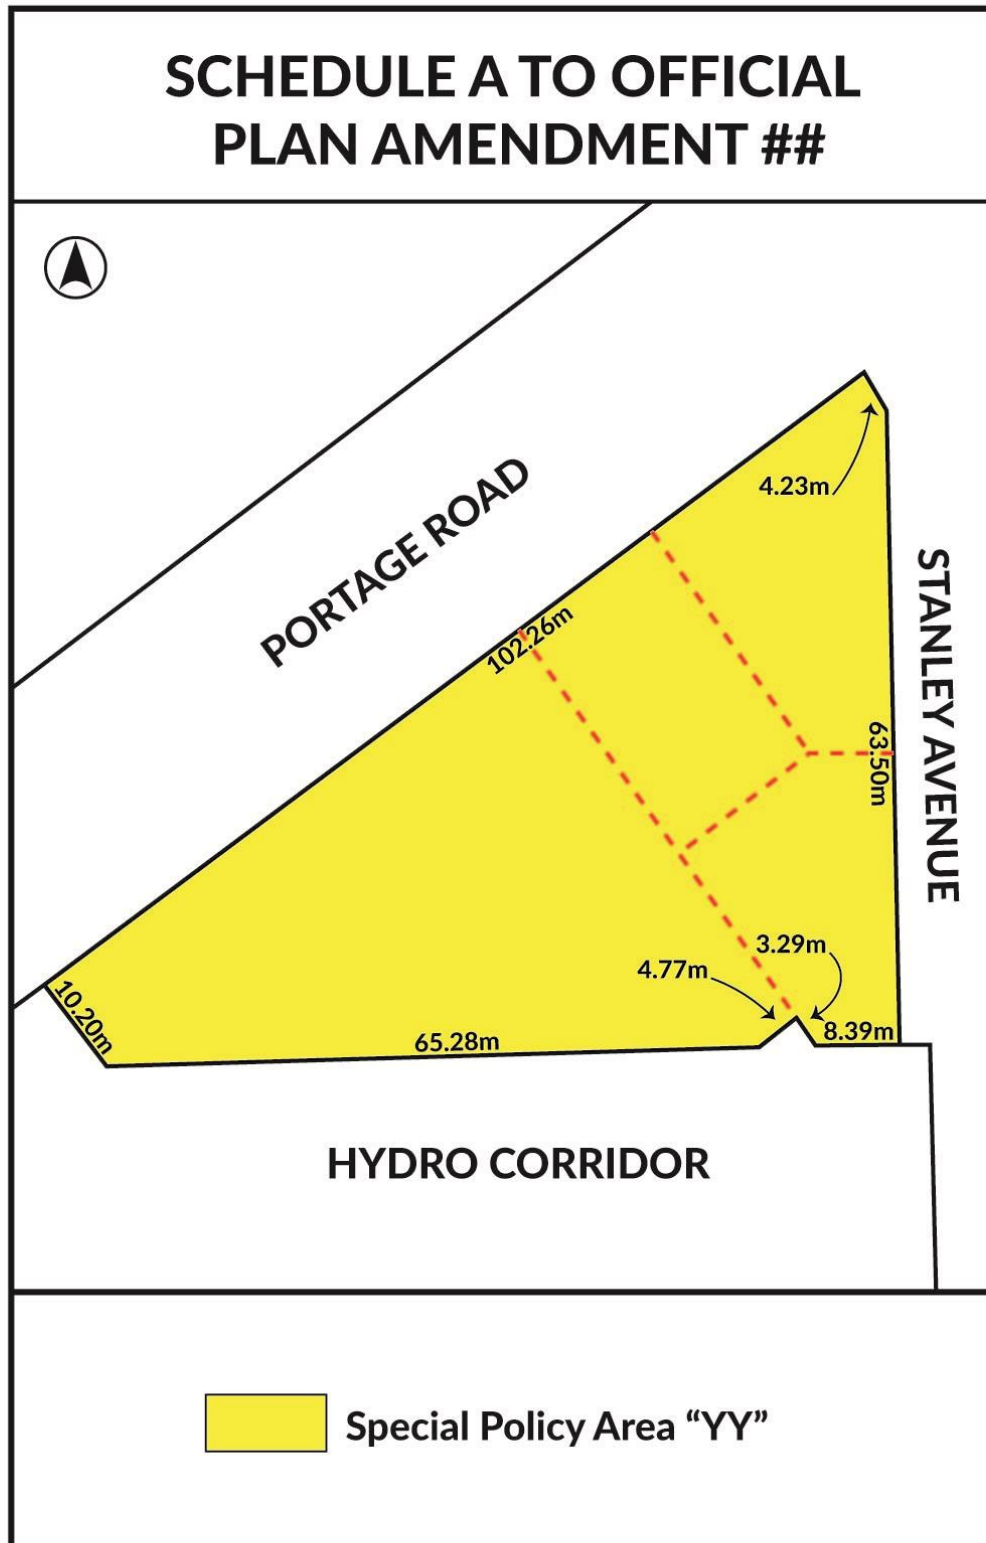 SCHEDULE A TO OFFICIAL
PLAN AMENDMENT ##
PORTAGE ROAD
4.23m
STANLEY AVENUE
102.26m
63.50m
3.29m
4.77m
10.20m
65.28m
8.39m
HYDRO CORRIDOR
Special Policy Area “YY”